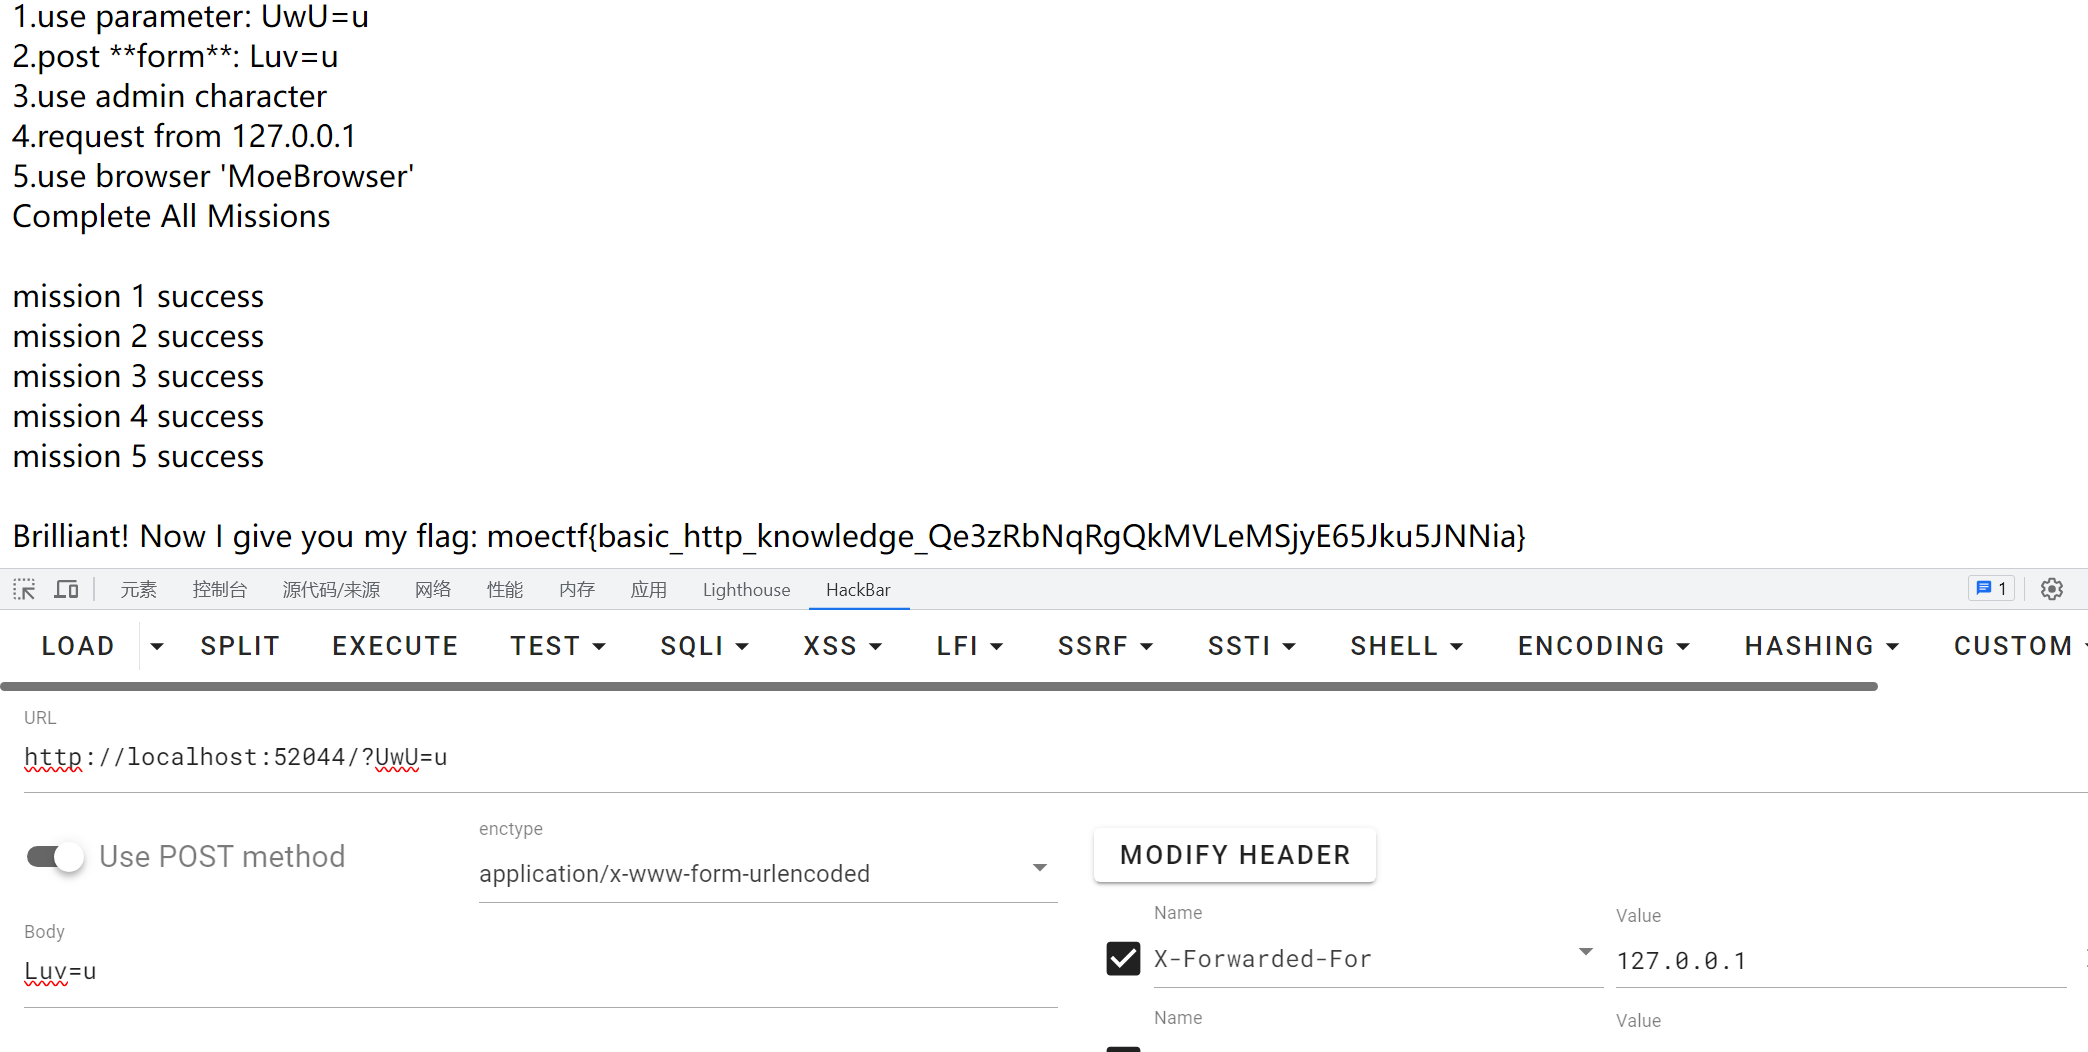 1.use parameter: UwU=u
2.post **form**: Luv=u
3.use admin character
4.request from 127.0.0.1
5.use browser 'MoeBrowser'
Complete All Missions
mission 1 success
mission 2 success
mission 3 success
mission 4 success
mission 5 success
Brilliant! Now I give you my flag: moectf{basic_http_knowledge_Qe3zRbNqRgQkMVLeMSjyE65Jku5JNNia}
元素 控制台 源代码/来源 网络 性能 内存 应用 Lighthouse HackBar 1
LOAD SPLIT EXECUTE TEST SQLI XSS LFI SSRF SSTI SHELL ENCODING HASHING CUSTOM
URL
http://localhost:52044/?UwU=u
Use POST method
enctype
application/x-www-form-urlencoded
MODIFY HEADER
Body
Luv=u
Name Value
X-Forwarded-For 127.0.0.1
Name Value